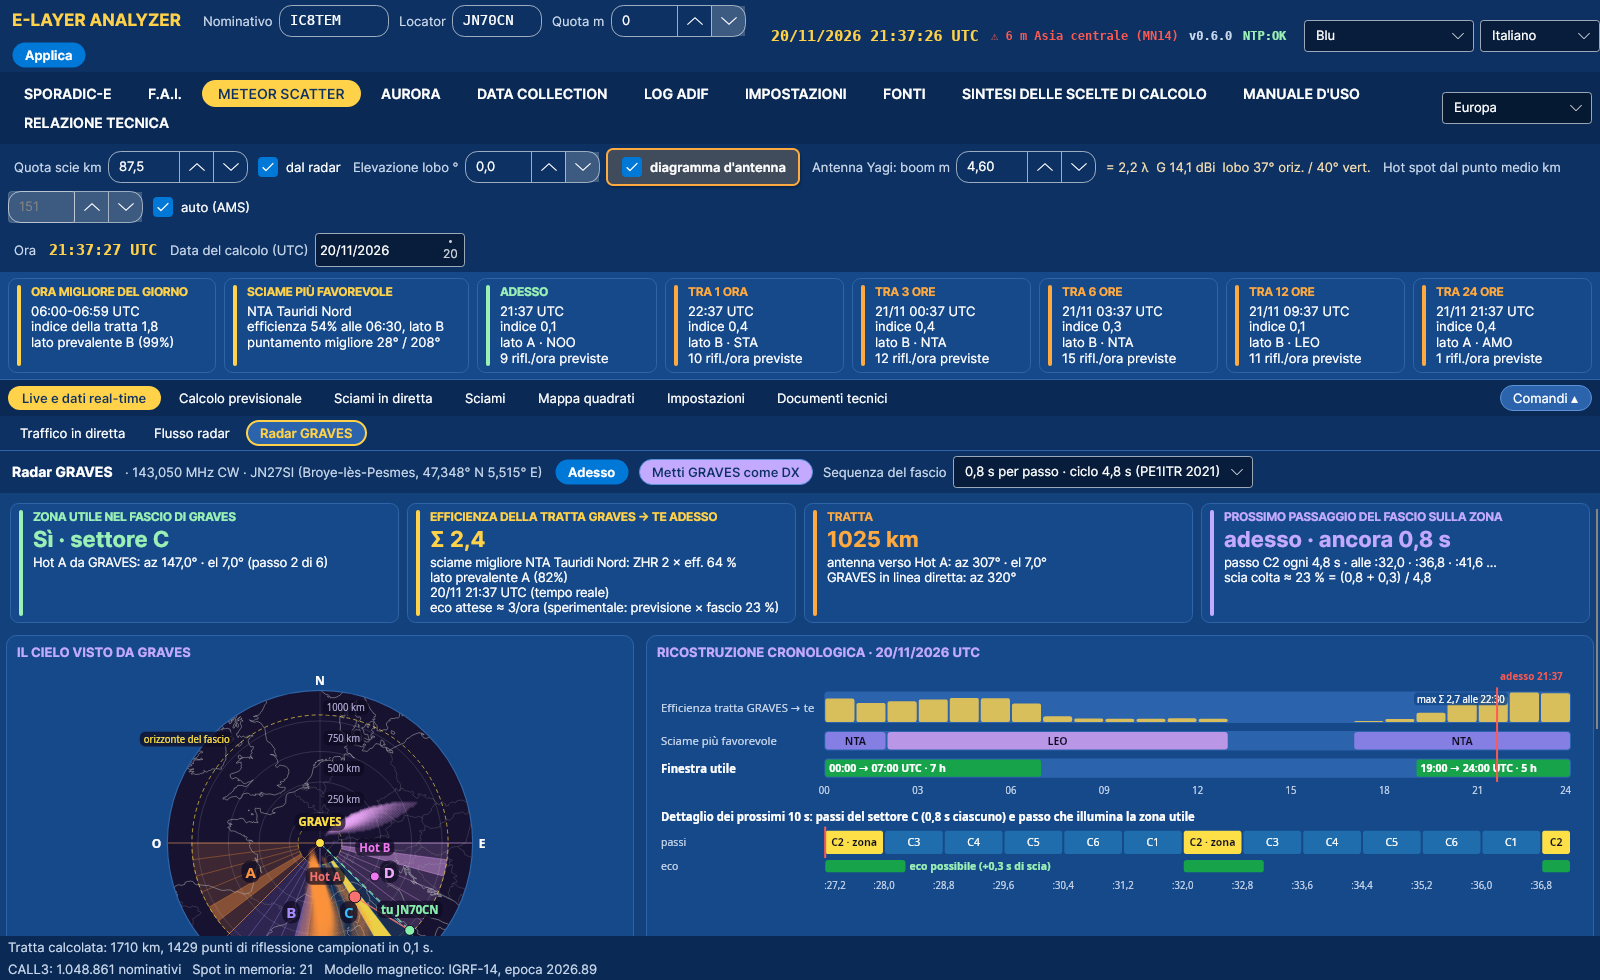 E-LAYER ANALYZER
Nominativo IC8TEM Locator JN70CN Quota m 0
20/11/2026 21:37:26 UTC ⚠ 6 m Asia centrale (MN14) v0.6.0 NTP:OK Blu Italiano
Applica
SPORADIC-E F.A.I. METEOR SCATTER AURORA DATA COLLECTION LOG ADIF IMPOSTAZIONI FONTI SINTESI DELLE SCELTE DI CALCOLO MANUALE D'USO
RELAZIONE TECNICA
Europa
Quota scie km 87,5 dal radar Elevazione lobo ° 0,0 diagramma d'antenna Antenna Yagi: boom m 4,60 = 2,2 λ G 14,1 dBi lobo 37° oriz. / 40° vert. Hot spot dal punto medio km
151 auto (AMS)
Ora 21:37:27 UTC Data del calcolo (UTC) 20/11/2026 20
ORA MIGLIORE DEL GIORNO
06:00-06:59 UTC
indice della tratta 1,8
lato prevalente B (99%)
SCIAME PIÙ FAVOREVOLE
NTA Tauridi Nord
efficienza 54% alle 06:30, lato B
puntamento migliore 28° / 208°
ADESSO
21:37 UTC
indice 0,1
lato A · NOO
9 rifl./ora previste
TRA 1 ORA
22:37 UTC
indice 0,4
lato B · STA
10 rifl./ora previste
TRA 3 ORE
21/11 00:37 UTC
indice 0,4
lato B · NTA
12 rifl./ora previste
TRA 6 ORE
21/11 03:37 UTC
indice 0,3
lato B · NTA
15 rifl./ora previste
TRA 12 ORE
21/11 09:37 UTC
indice 0,1
lato B · LEO
11 rifl./ora previste
TRA 24 ORE
21/11 21:37 UTC
indice 0,4
lato A · AMO
1 rifl./ora previste
Live e dati real-time Calcolo previsionale Sciami in diretta Sciami Mappa quadrati Impostazioni Documenti tecnici Comandi ▴
Traffico in diretta Flusso radar Radar GRAVES
Radar GRAVES · 143,050 MHz CW · JN27SI (Broye-lès-Pesmes, 47,348° N 5,515° E) Adesso Metti GRAVES come DX Sequenza del fascio 0,8 s per passo · ciclo 4,8 s (PE1ITR 2021)
ZONA UTILE NEL FASCIO DI GRAVES
Sì · settore C
Hot A da GRAVES: az 147,0° · el 7,0° (passo 2 di 6)
EFFICIENZA DELLA TRATTA GRAVES → TE ADESSO
Σ 2,4
sciame migliore NTA Tauridi Nord: ZHR 2 × eff. 64 %
lato prevalente A (82%)
20/11 21:37 UTC (tempo reale)
eco attese ≈ 3/ora (sperimentale: previsione × fascio 23 %)
TRATTA
1025 km
antenna verso Hot A: az 307° · el 7,0°
GRAVES in linea diretta: az 320°
PROSSIMO PASSAGGIO DEL FASCIO SULLA ZONA
adesso · ancora 0,8 s
passo C2 ogni 4,8 s · alle :32,0 · :36,8 · :41,6 ...
scia colta ≈ 23 % = (0,8 + 0,3) / 4,8
IL CIELO VISTO DA GRAVES
N
1000 km
orizzonte del fascio
750 km
500 km
250 km
GRAVES
O
E
Hot B
A
Hot A
D
B
C
tu JN70CN
RICOSTRUZIONE CRONOLOGICA · 20/11/2026 UTC
adesso 21:37
max Σ 2,7 alle 22:30
Efficienza tratta GRAVES → te
Sciame più favorevole NTA LEO NTA
Finestra utile 00:00 → 07:00 UTC · 7 h 19:00 → 24:00 UTC · 5 h
00 03 06 09 12 15 18 21 24
Dettaglio dei prossimi 10 s: passi del settore C (0,8 s ciascuno) e passo che illumina la zona utile
passi C2 · zona C3 C4 C5 C6 C1 C2 · zona C3 C4 C5 C6 C1 C2
eco eco possibile (+0,3 s di scia)
:27,2 :28,0 :28,8 :29,6 :30,4 :31,2 :32,0 :32,8 :33,6 :34,4 :35,2 :36,0 :36,8
Tratta calcolata: 1710 km, 1429 punti di riflessione campionati in 0,1 s.
CALL3: 1.048.861 nominativi Spot in memoria: 21 Modello magnetico: IGRF-14, epoca 2026.89